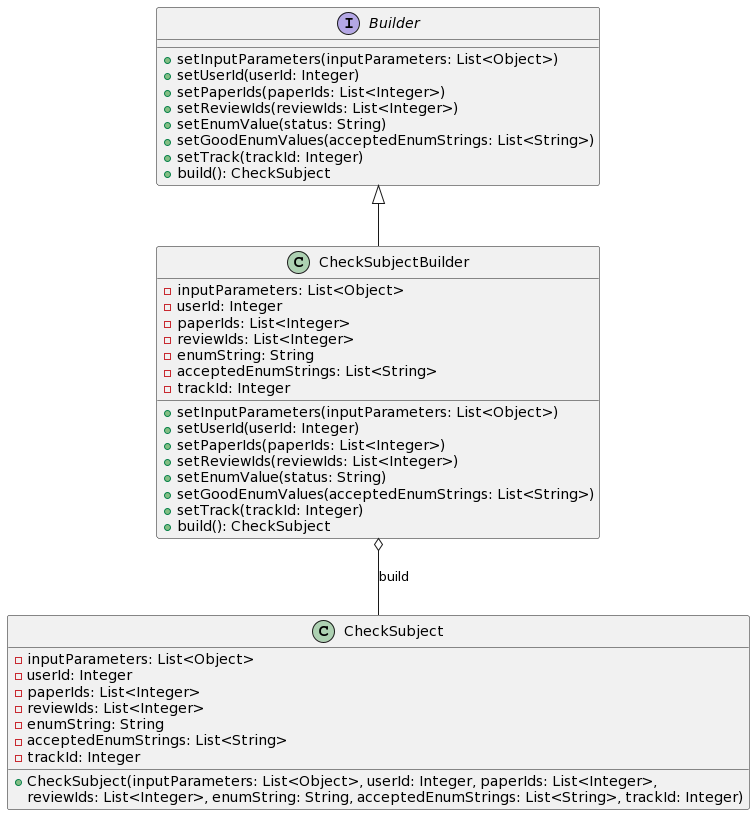 I Builder
setInputParameters(inputParameters: List<Object>)
setUserId(userId: Integer)
setPaperIds(paperIds: List<Integer>)
setReviewIds(reviewIds: List<Integer>)
setEnumValue(status: String)
setGoodEnumValues(acceptedEnumStrings: List<String>)
setTrack(trackId: Integer)
build(): CheckSubject
C CheckSubjectBuilder
inputParameters: List<Object>
userId: Integer
paperIds: List<Integer>
reviewIds: List<Integer>
enumString: String
acceptedEnumStrings: List<String>
trackId: Integer
setInputParameters(inputParameters: List<Object>)
setUserId(userId: Integer)
setPaperIds(paperIds: List<Integer>)
setReviewIds(reviewIds: List<Integer>)
setEnumValue(status: String)
setGoodEnumValues(acceptedEnumStrings: List<String>)
setTrack(trackId: Integer)
build(): CheckSubject
build
C CheckSubject
inputParameters: List<Object>
userId: Integer
paperIds: List<Integer>
reviewIds: List<Integer>
enumString: String
acceptedEnumStrings: List<String>
trackId: Integer
CheckSubject(inputParameters: List<Object>, userId: Integer, paperIds: List<Integer>,
reviewIds: List<Integer>, enumString: String, acceptedEnumStrings: List<String>, trackId: Integer)